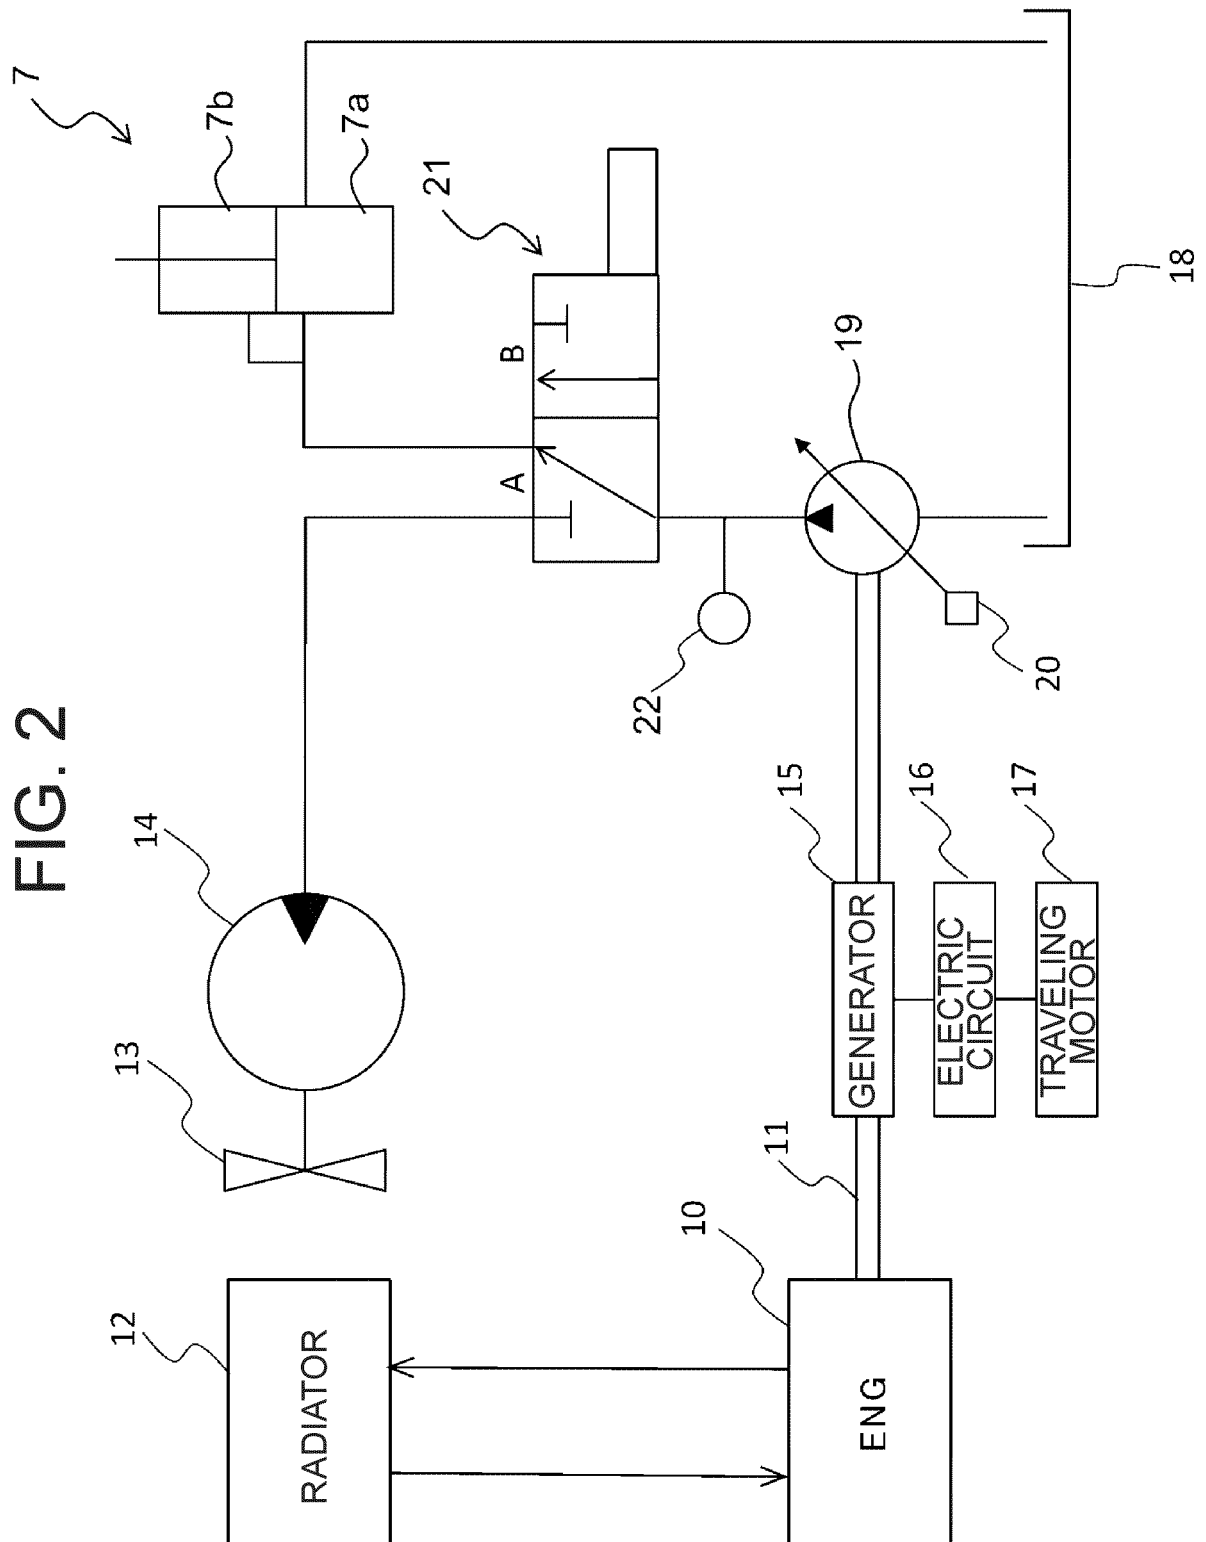 FIG. 2
7
7b
7a
14
13
12
RADIATOR
21
A
B
22
19
18
20
15
GENERATOR
16
ELECTRIC
CIRCUIT
17
TRAVELING
MOTOR
11
10
ENG